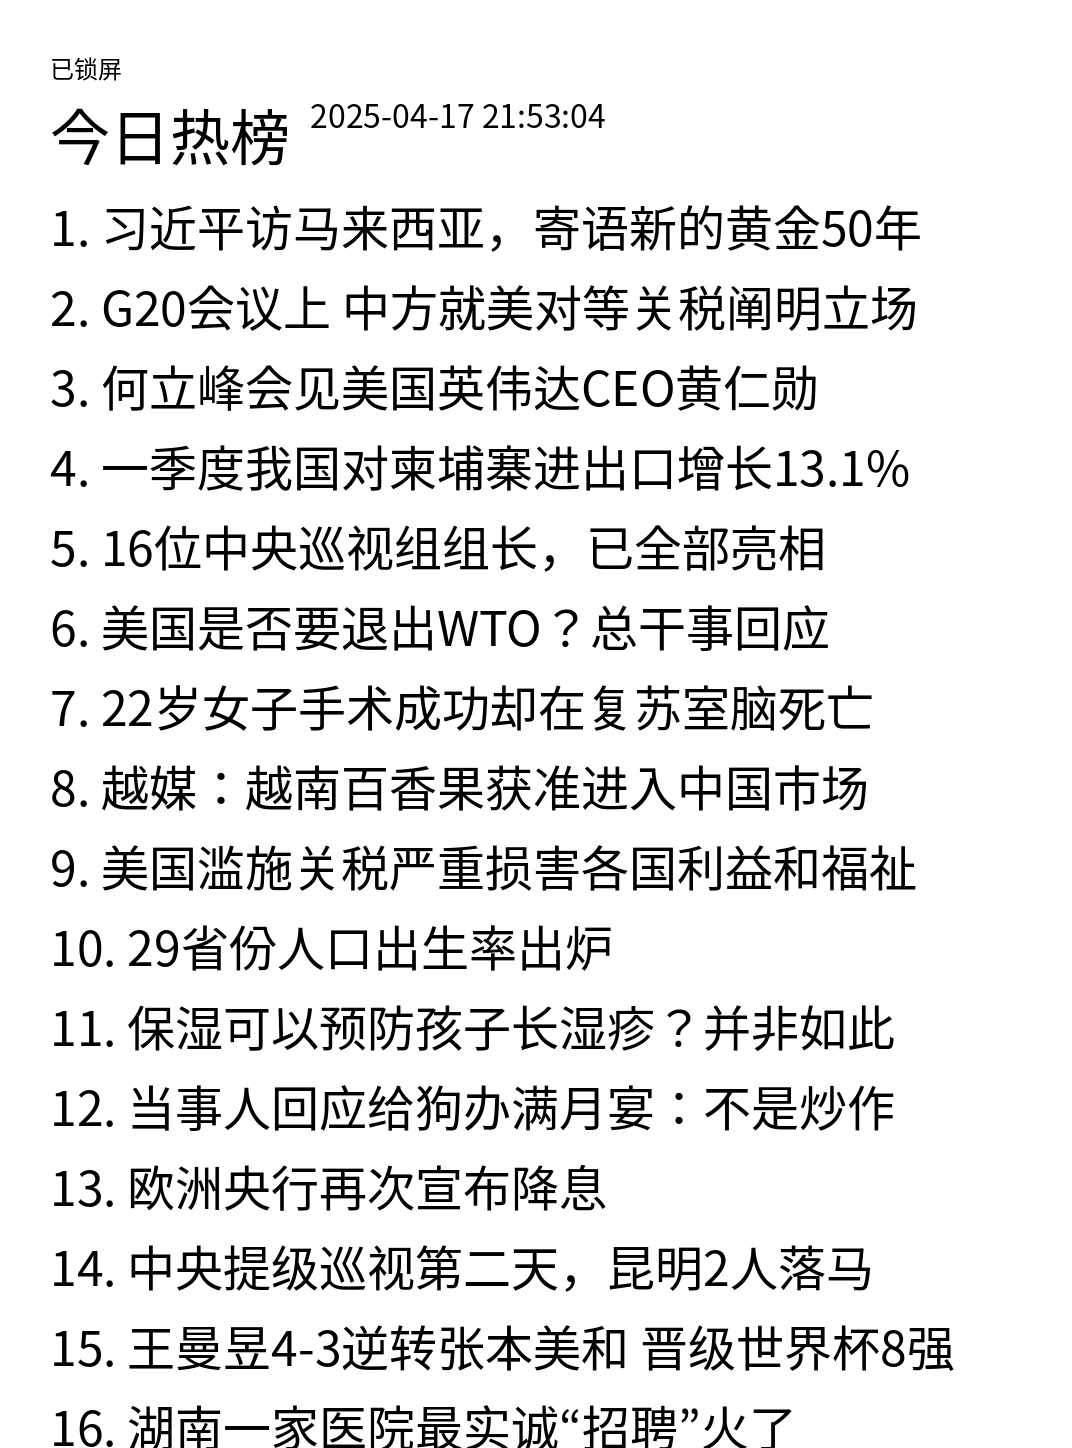 已锁屏
今日热榜 2025-04-17 21:53:04
1. 习近平访马来西亚，寄语新的黄金50年
2. G20会议上 中方就美对等关税阐明立场
3. 何立峰会见美国英伟达CEO黄仁勋
4. 一季度我国对柬埔寨进出口增长13.1%
5. 16位中央巡视组组长，已全部亮相
6. 美国是否要退出WTO？总干事回应
7. 22岁女子手术成功却在复苏室脑死亡
8. 越媒：越南百香果获准进入中国市场
9. 美国滥施关税严重损害各国利益和福祉
10. 29省份人口出生率出炉
11. 保湿可以预防孩子长湿疹？并非如此
12. 当事人回应给狗办满月宴：不是炒作
13. 欧洲央行再次宣布降息
14. 中央提级巡视第二天，昆明2人落马
15. 王曼昱4-3逆转张本美和 晋级世界杯8强
16. 湖南一家医院最实诚“招聘”火了